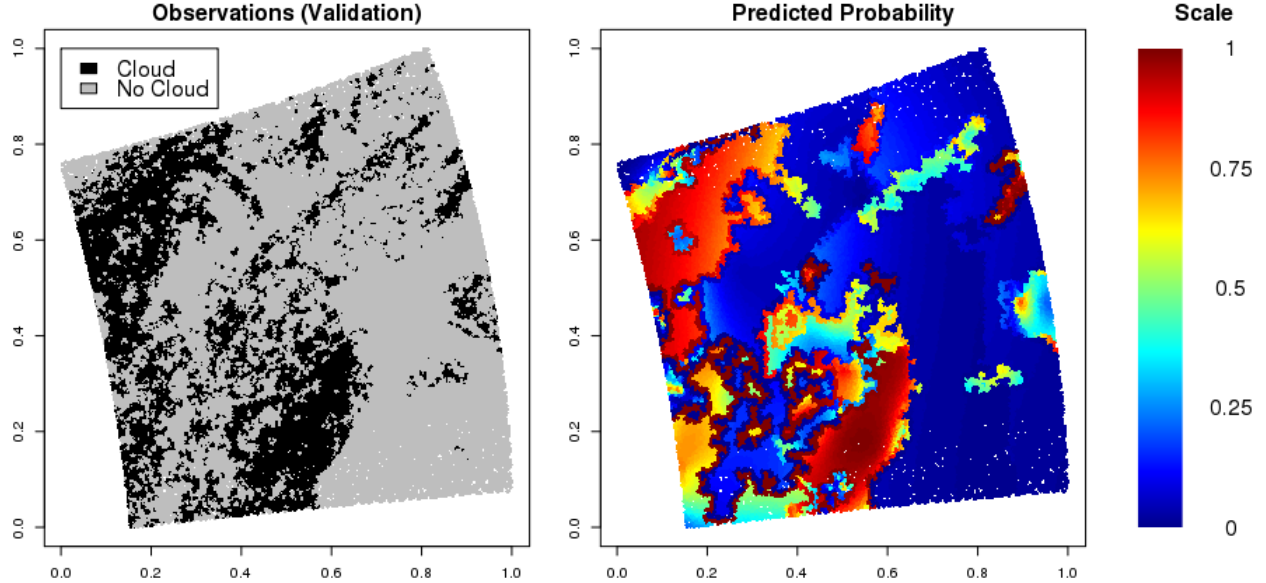 Observations (Validation)
Predicted Probability
Scale
Cloud
No Cloud
1.0
0.8
0.6
0.4
0.2
0.0
0.0 0.2 0.4 0.6 0.8 1.0
1.0
0.8
0.6
0.4
0.2
0.0
0.0 0.2 0.4 0.6 0.8 1.0
1
0.75
0.5
0.25
0